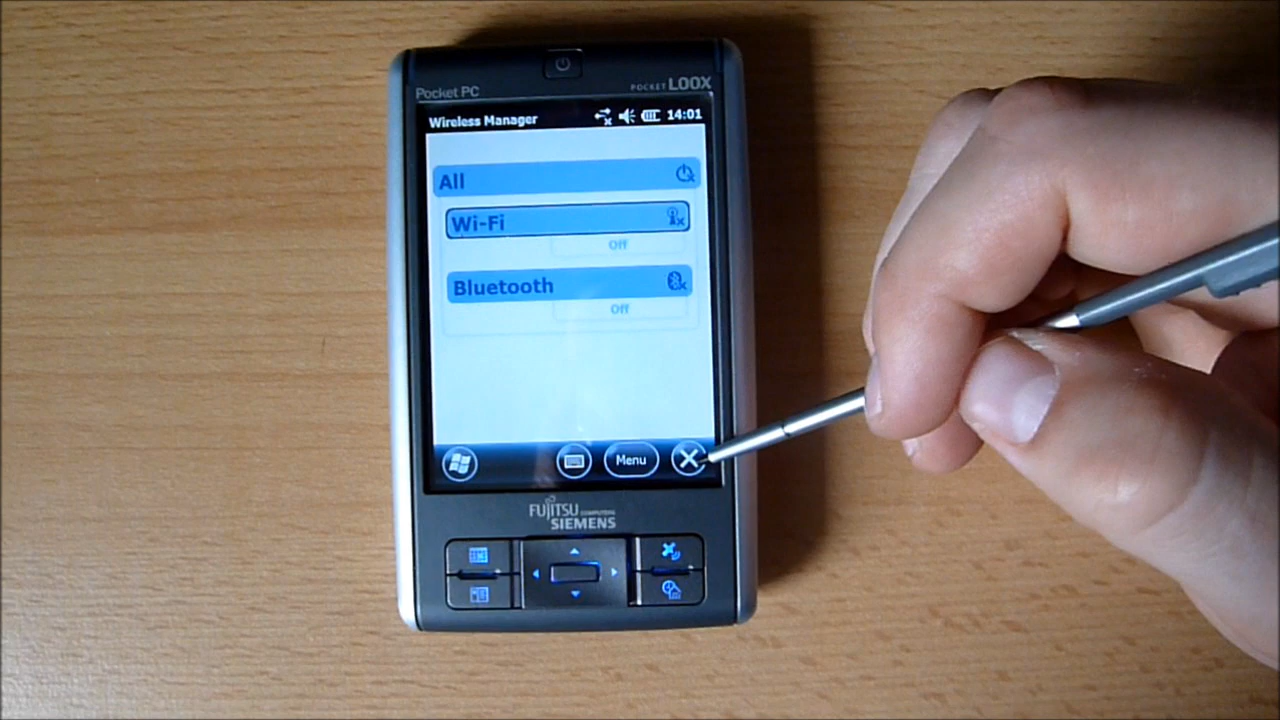 Pocket PC
POCKET LOOX
Wireless Manager 14:01
All
Wi-Fi
Off
Bluetooth
Off
Menu
FUJITSU COMPUTERS
SIEMENS